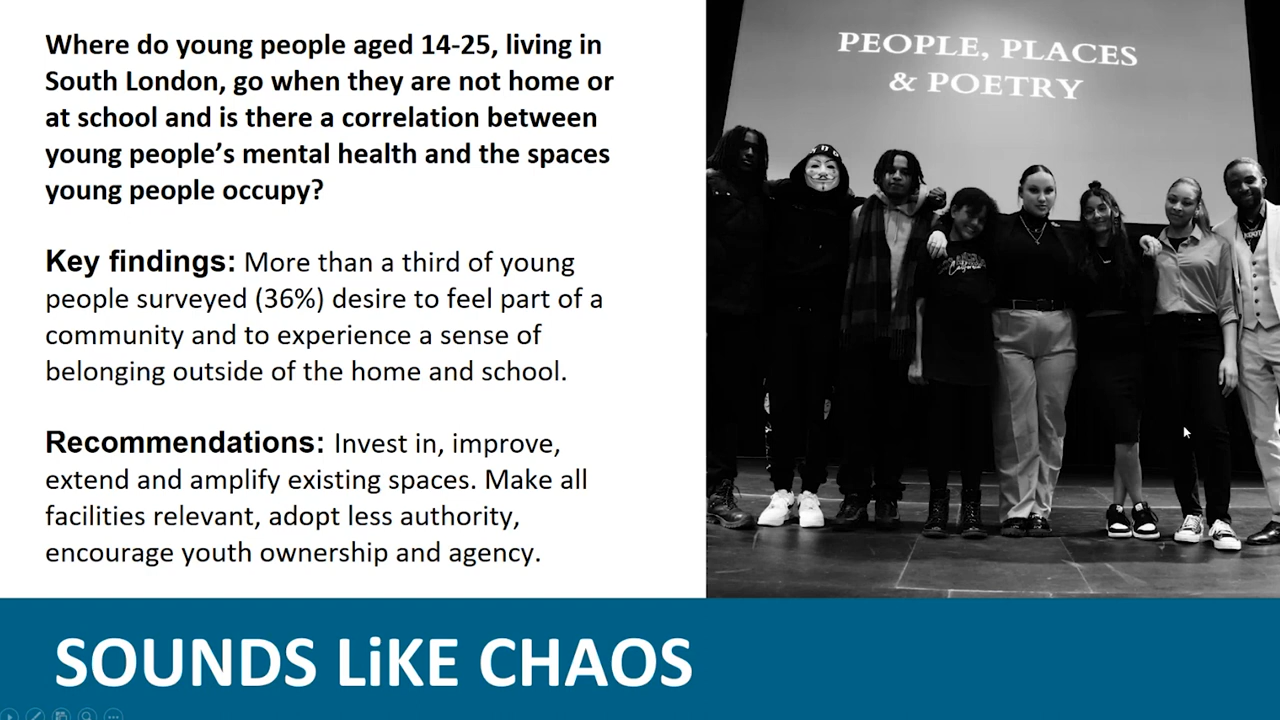 Where do young people aged 14-25, living in
South London, go when they are not home or
at school and is there a correlation between
young people’s mental health and the spaces
young people occupy?
Key findings: More than a third of young
people surveyed (36%) desire to feel part of a
community and to experience a sense of
belonging outside of the home and school.
Recommendations: Invest in, improve,
extend and amplify existing spaces. Make all
facilities relevant, adopt less authority,
encourage youth ownership and agency.
PEOPLE, PLACES
& POETRY
California
SOUNDS LiKE CHAOS